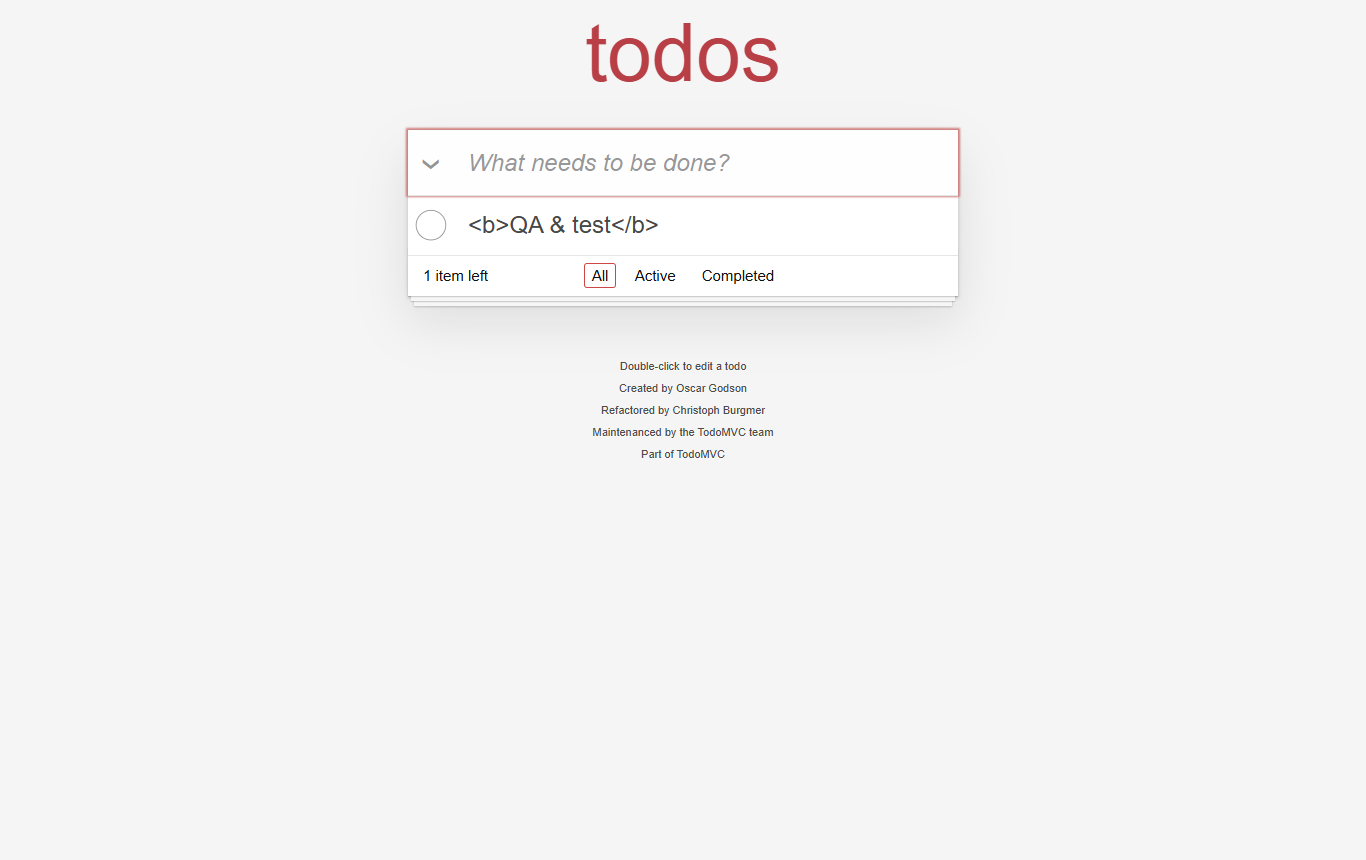 todos
What needs to be done?
<b>QA & test</b>
1 item left All Active Completed
Double-click to edit a todo
Created by Oscar Godson
Refactored by Christoph Burgmer
Maintenanced by the TodoMVC team
Part of TodoMVC